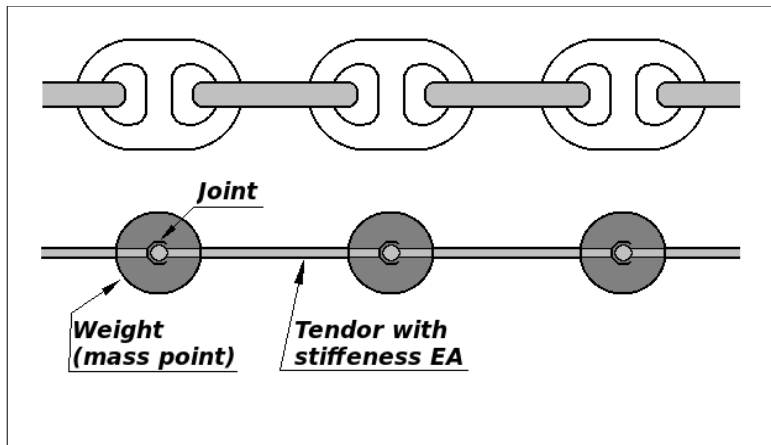 Joint
Weight
(mass point)
Tendor with
stiffeness EA